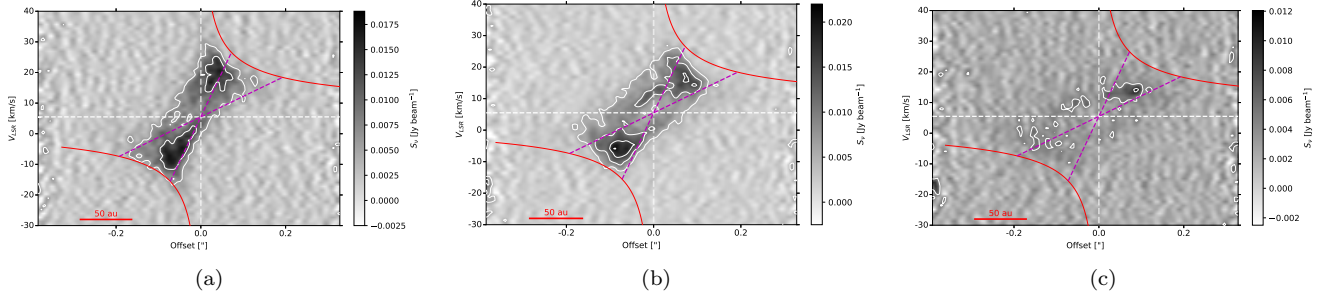 40
30
20
10
0
-10
-20
-30
V_LSR [km/s]
-0.2 0.0 0.2
Offset ["]
50 au
0.0175
0.0150
0.0125
0.0100
0.0075
0.0050
0.0025
0.0000
−0.0025
S_ν [Jy beam⁻¹]
(a)
40
30
20
10
0
-10
-20
-30
V_LSR [km/s]
-0.2 0.0 0.2
Offset ["]
50 au
0.020
0.015
0.010
0.005
0.000
S_ν [Jy beam⁻¹]
(b)
40
30
20
10
0
-10
-20
-30
V_LSR [km/s]
-0.2 0.0 0.2
Offset ["]
50 au
0.012
0.010
0.008
0.006
0.004
0.002
0.000
−0.002
S_ν [Jy beam⁻¹]
(c)